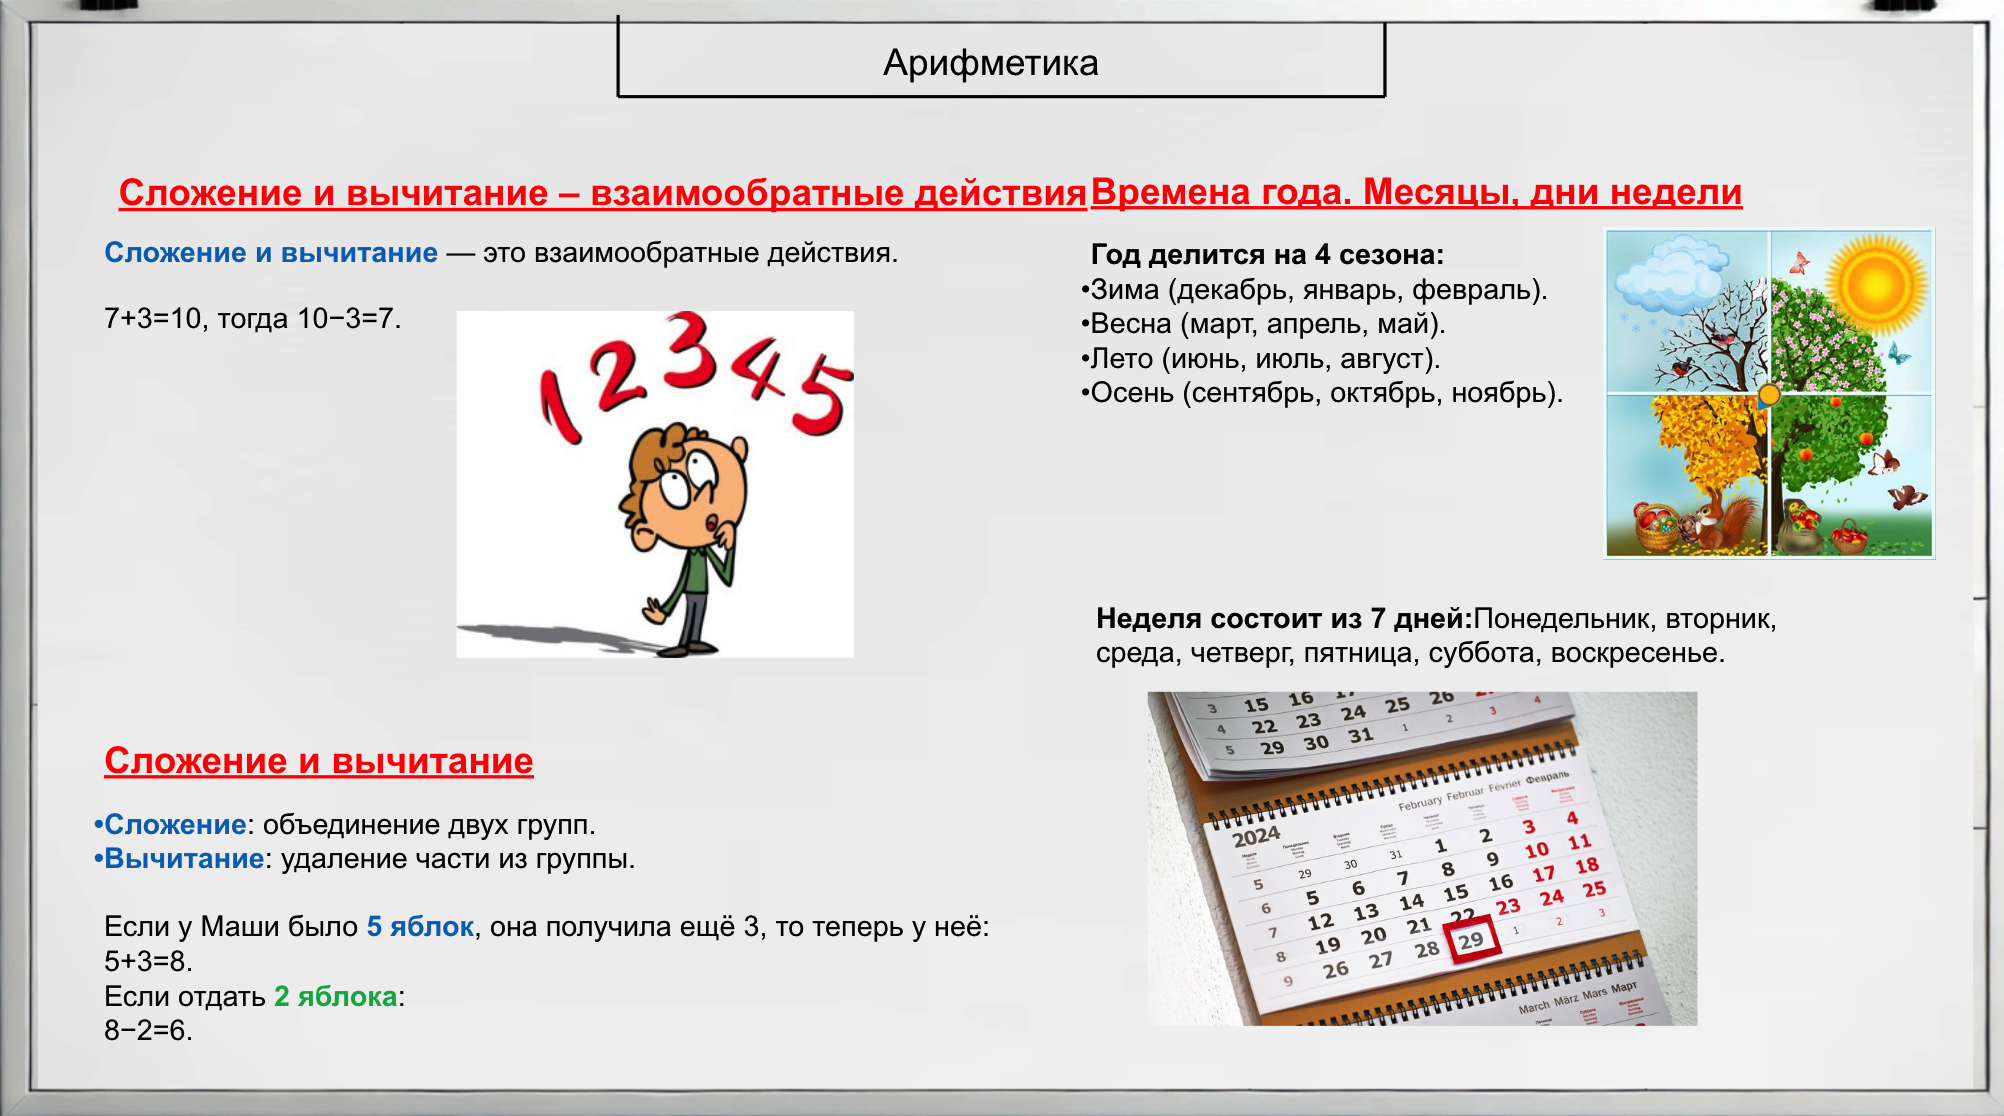 Арифметика
Сложение и вычитание – взаимообратные действия
Сложение и вычитание — это взаимообратные действия.
7+3=10, тогда 10−3=7.
1 2 3 4 5
Сложение и вычитание
•Сложение: объединение двух групп.
•Вычитание: удаление части из группы.
Если у Маши было 5 яблок, она получила ещё 3, то теперь у неё:
5+3=8.
Если отдать 2 яблока:
8−2=6.
Времена года. Месяцы, дни недели
Год делится на 4 сезона:
•Зима (декабрь, январь, февраль).
•Весна (март, апрель, май).
•Лето (июнь, июль, август).
•Осень (сентябрь, октябрь, ноябрь).
Неделя состоит из 7 дней:Понедельник, вторник,
среда, четверг, пятница, суббота, воскресенье.
3 15 16 17 25 26
4 22 23 24 25 1 2 3 4
5 29 30 31
February Februar Février Февраль
2024
5 29 30 31 1 2 3 4
6 5 6 7 8 9 10 11
7 12 13 14 15 16 17 18
8 19 20 21 22 23 24 25
9 26 27 28 29 1 2 3
March März Mars Март